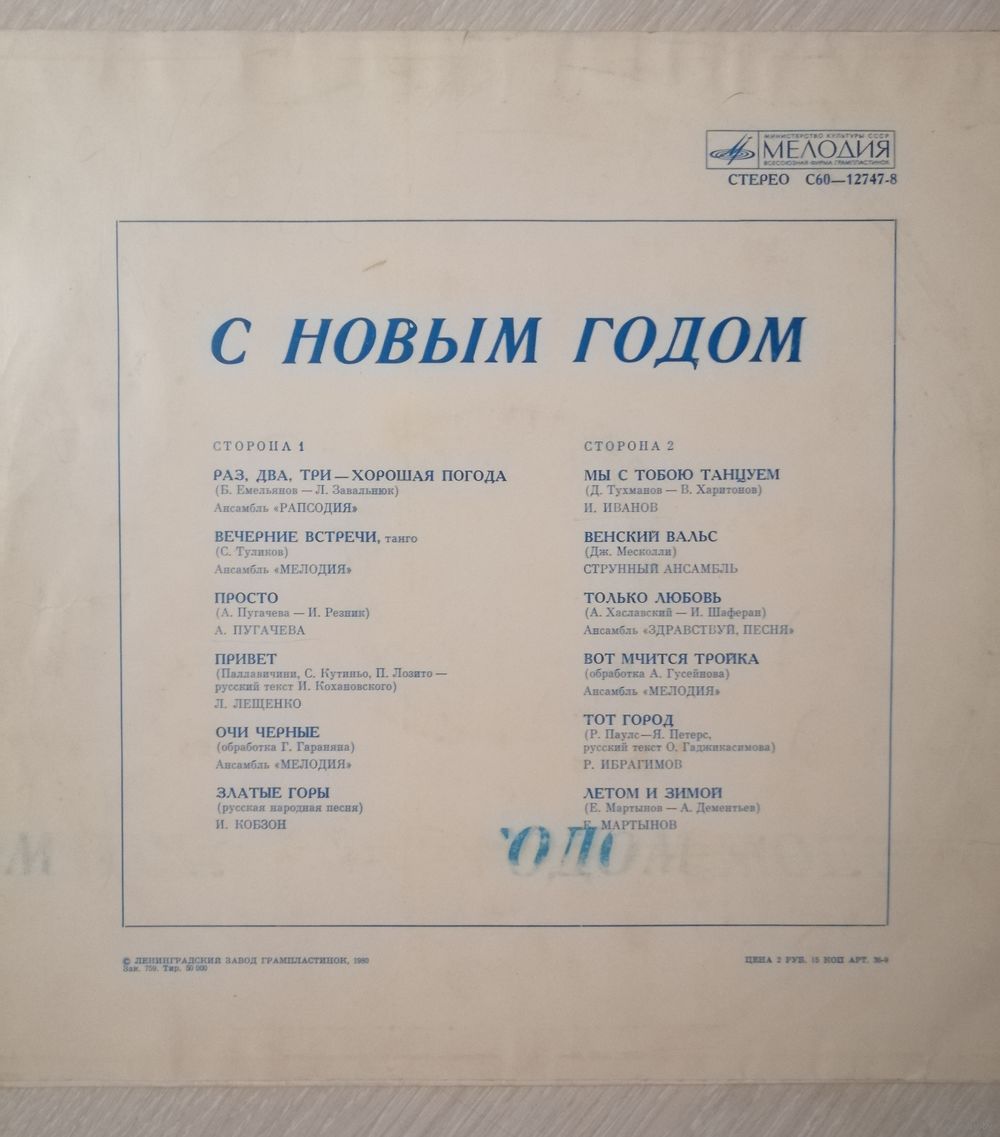 МИНИСТЕРСТВО КУЛЬТУРЫ СССР
МЕЛОДИЯ
ВСЕСОЮЗНАЯ ФИРМА ГРАМПЛАСТИНОК
СТЕРЕО С60—12747-8
С НОВЫМ ГОДОМ
СТОРОНА 1
РАЗ, ДВА, ТРИ — ХОРОШАЯ ПОГОДА
(Б. Емельянов — Л. Завальнюк)
Ансамбль «РАПСОДИЯ»
ВЕЧЕРНИЕ ВСТРЕЧИ, танго
(С. Туликов)
Ансамбль «МЕЛОДИЯ»
ПРОСТО
(А. Пугачева — И. Резник)
А. ПУГАЧЕВА
ПРИВЕТ
(Паллавичини, С. Кутиньо, П. Лозито —
русский текст И. Кохановского)
Л. ЛЕЩЕНКО
ОЧИ ЧЕРНЫЕ
(обработка Г. Гараняна)
Ансамбль «МЕЛОДИЯ»
ЗЛАТЫЕ ГОРЫ
(русская народная песня)
И. КОБЗОН
СТОРОНА 2
МЫ С ТОБОЮ ТАНЦУЕМ
(Д. Тухманов — В. Харитонов)
И. ИВАНОВ
ВЕНСКИЙ ВАЛЬС
(Дж. Месколли)
СТРУННЫЙ АНСАМБЛЬ
ТОЛЬКО ЛЮБОВЬ
(А. Хаславский — И. Шаферан)
Ансамбль «ЗДРАВСТВУЙ, ПЕСНЯ»
ВОТ МЧИТСЯ ТРОЙКА
(обработка А. Гусейнова)
Ансамбль «МЕЛОДИЯ»
ТОТ ГОРОД
(Р. Паулс—Я. Петерс,
русский текст О. Гаджикасимова)
Р. ИБРАГИМОВ
ЛЕТОМ И ЗИМОЙ
(Е. Мартынов — А. Дементьев)
Е. МАРТЫНОВ
© ЛЕНИНГРАДСКИЙ ЗАВОД ГРАМПЛАСТИНОК, 1980
Зак. 759. Тир. 50 000
ЦЕНА 2 РУБ. 15 КОП АРТ. 36-9